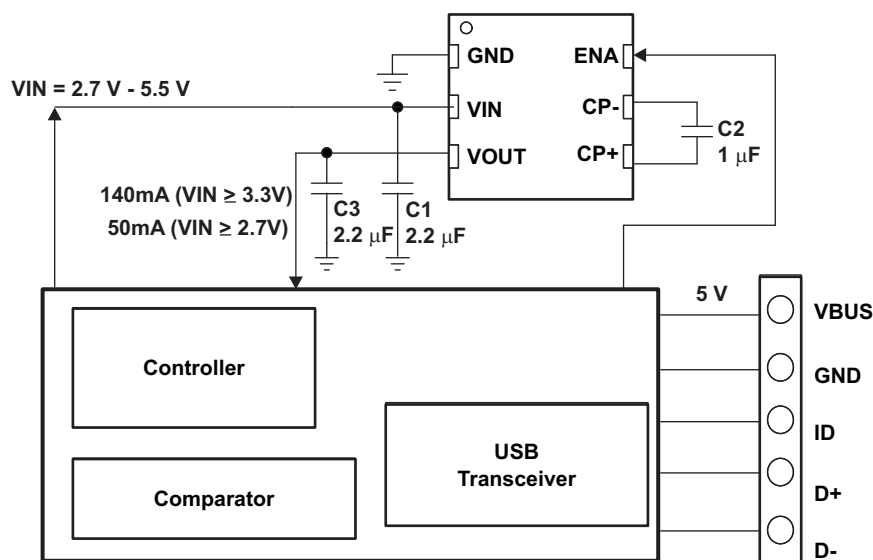 GND
ENA
VIN = 2.7 V - 5.5 V
VIN
CP-
C2
1 μF
VOUT
CP+
140mA (VIN ≥ 3.3V)
50mA (VIN ≥ 2.7V)
C3
2.2 μF
C1
2.2 μF
5 V
VBUS
Controller
GND
ID
USB
Transceiver
Comparator
D+
D-